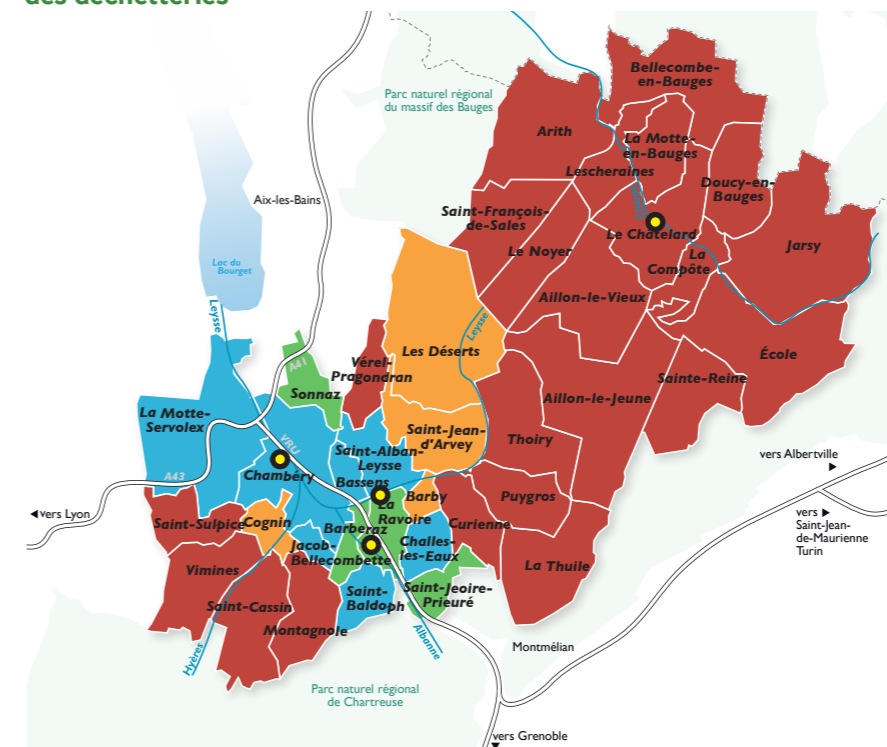 des déchetteries
Bellecombe-
en-Bauges
Parc naturel régional
du massif des Bauges
Arith
La Motte-
en-Bauges
Lescheraines
Doucy-en-
Bauges
Aix-les-Bains
Saint-François-
de-Sales
Le Châtelard
Jarsy
Le Noyer
La
Compôte
Lac du
Bourget
Aillon-le-Vieux
Leysse
Leysse
Les Déserts
École
A41
Vérel-
Pragondran
Sainte-Reine
Sonnaz
Aillon-le-Jeune
La Motte-
Servolex
Saint-Jean-
d'Arvey
Thoiry
VRU
Saint-Alban-
Leysse
vers Albertville
A43
Chambéry
Bassens
Barby
Puygros
vers Lyon
La
Ravoire
vers
Saint-Jean-
de-Maurienne
Turin
Saint-Sulpice
Cognin
Barberaz
Curienne
Jacob-
Bellecombette
Challes-
les-Eaux
La Thuile
Vimines
Saint-
Baldoph
Saint-Jeoire-
Prieuré
Saint-Cassin
Montagnole
Albanne
Hyères
Montmélian
Parc naturel régional
de Chartreuse
vers Grenoble